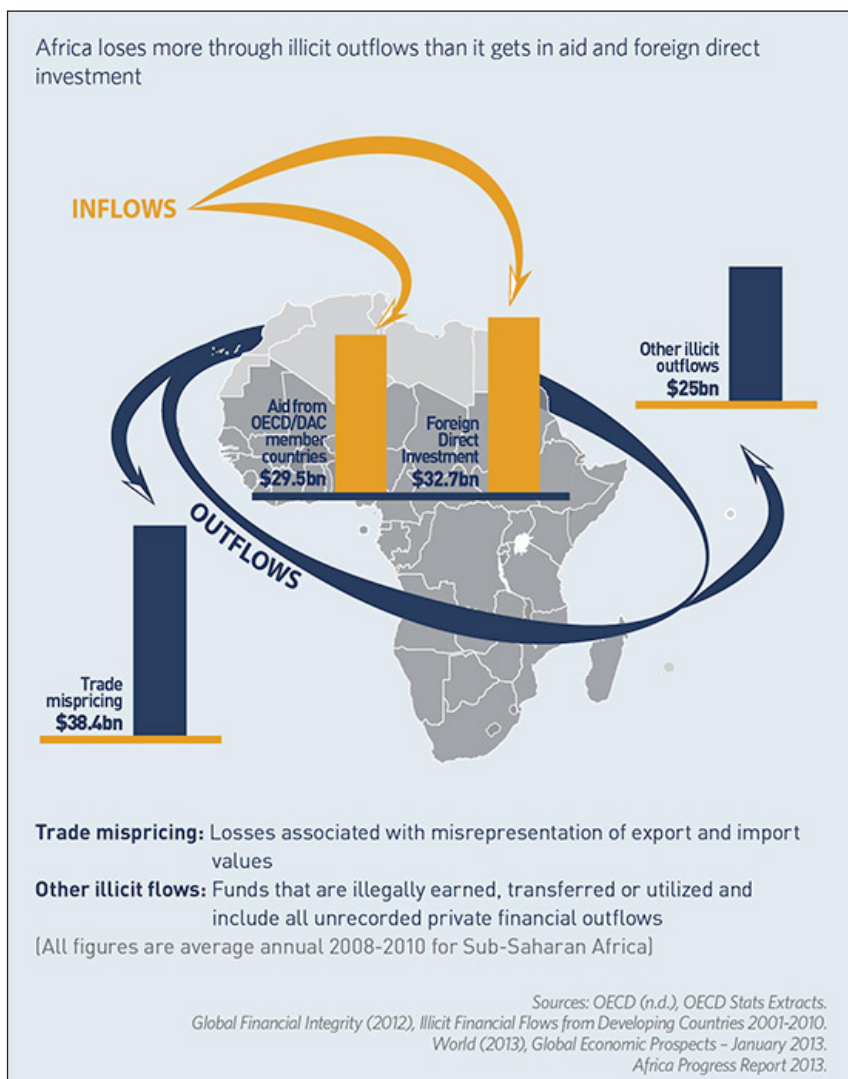 Africa loses more through illicit outflows than it gets in aid and foreign direct
investment
INFLOWS
Other illicit
outflows
$25bn
Aid from
OECD/DAC
member
countries
$29.5bn
Foreign
Direct
Investment
$32.7bn
OUTFLOWS
Trade
mispricing
$38.4bn
Trade mispricing: Losses associated with misrepresentation of export and import
values
Other illicit flows: Funds that are illegally earned, transferred or utilized and
include all unrecorded private financial outflows
(All figures are average annual 2008-2010 for Sub-Saharan Africa)
Sources: OECD (n.d.), OECD Stats Extracts.
Global Financial Integrity (2012), Illicit Financial Flows from Developing Countries 2001-2010.
World (2013), Global Economic Prospects – January 2013.
Africa Progress Report 2013.